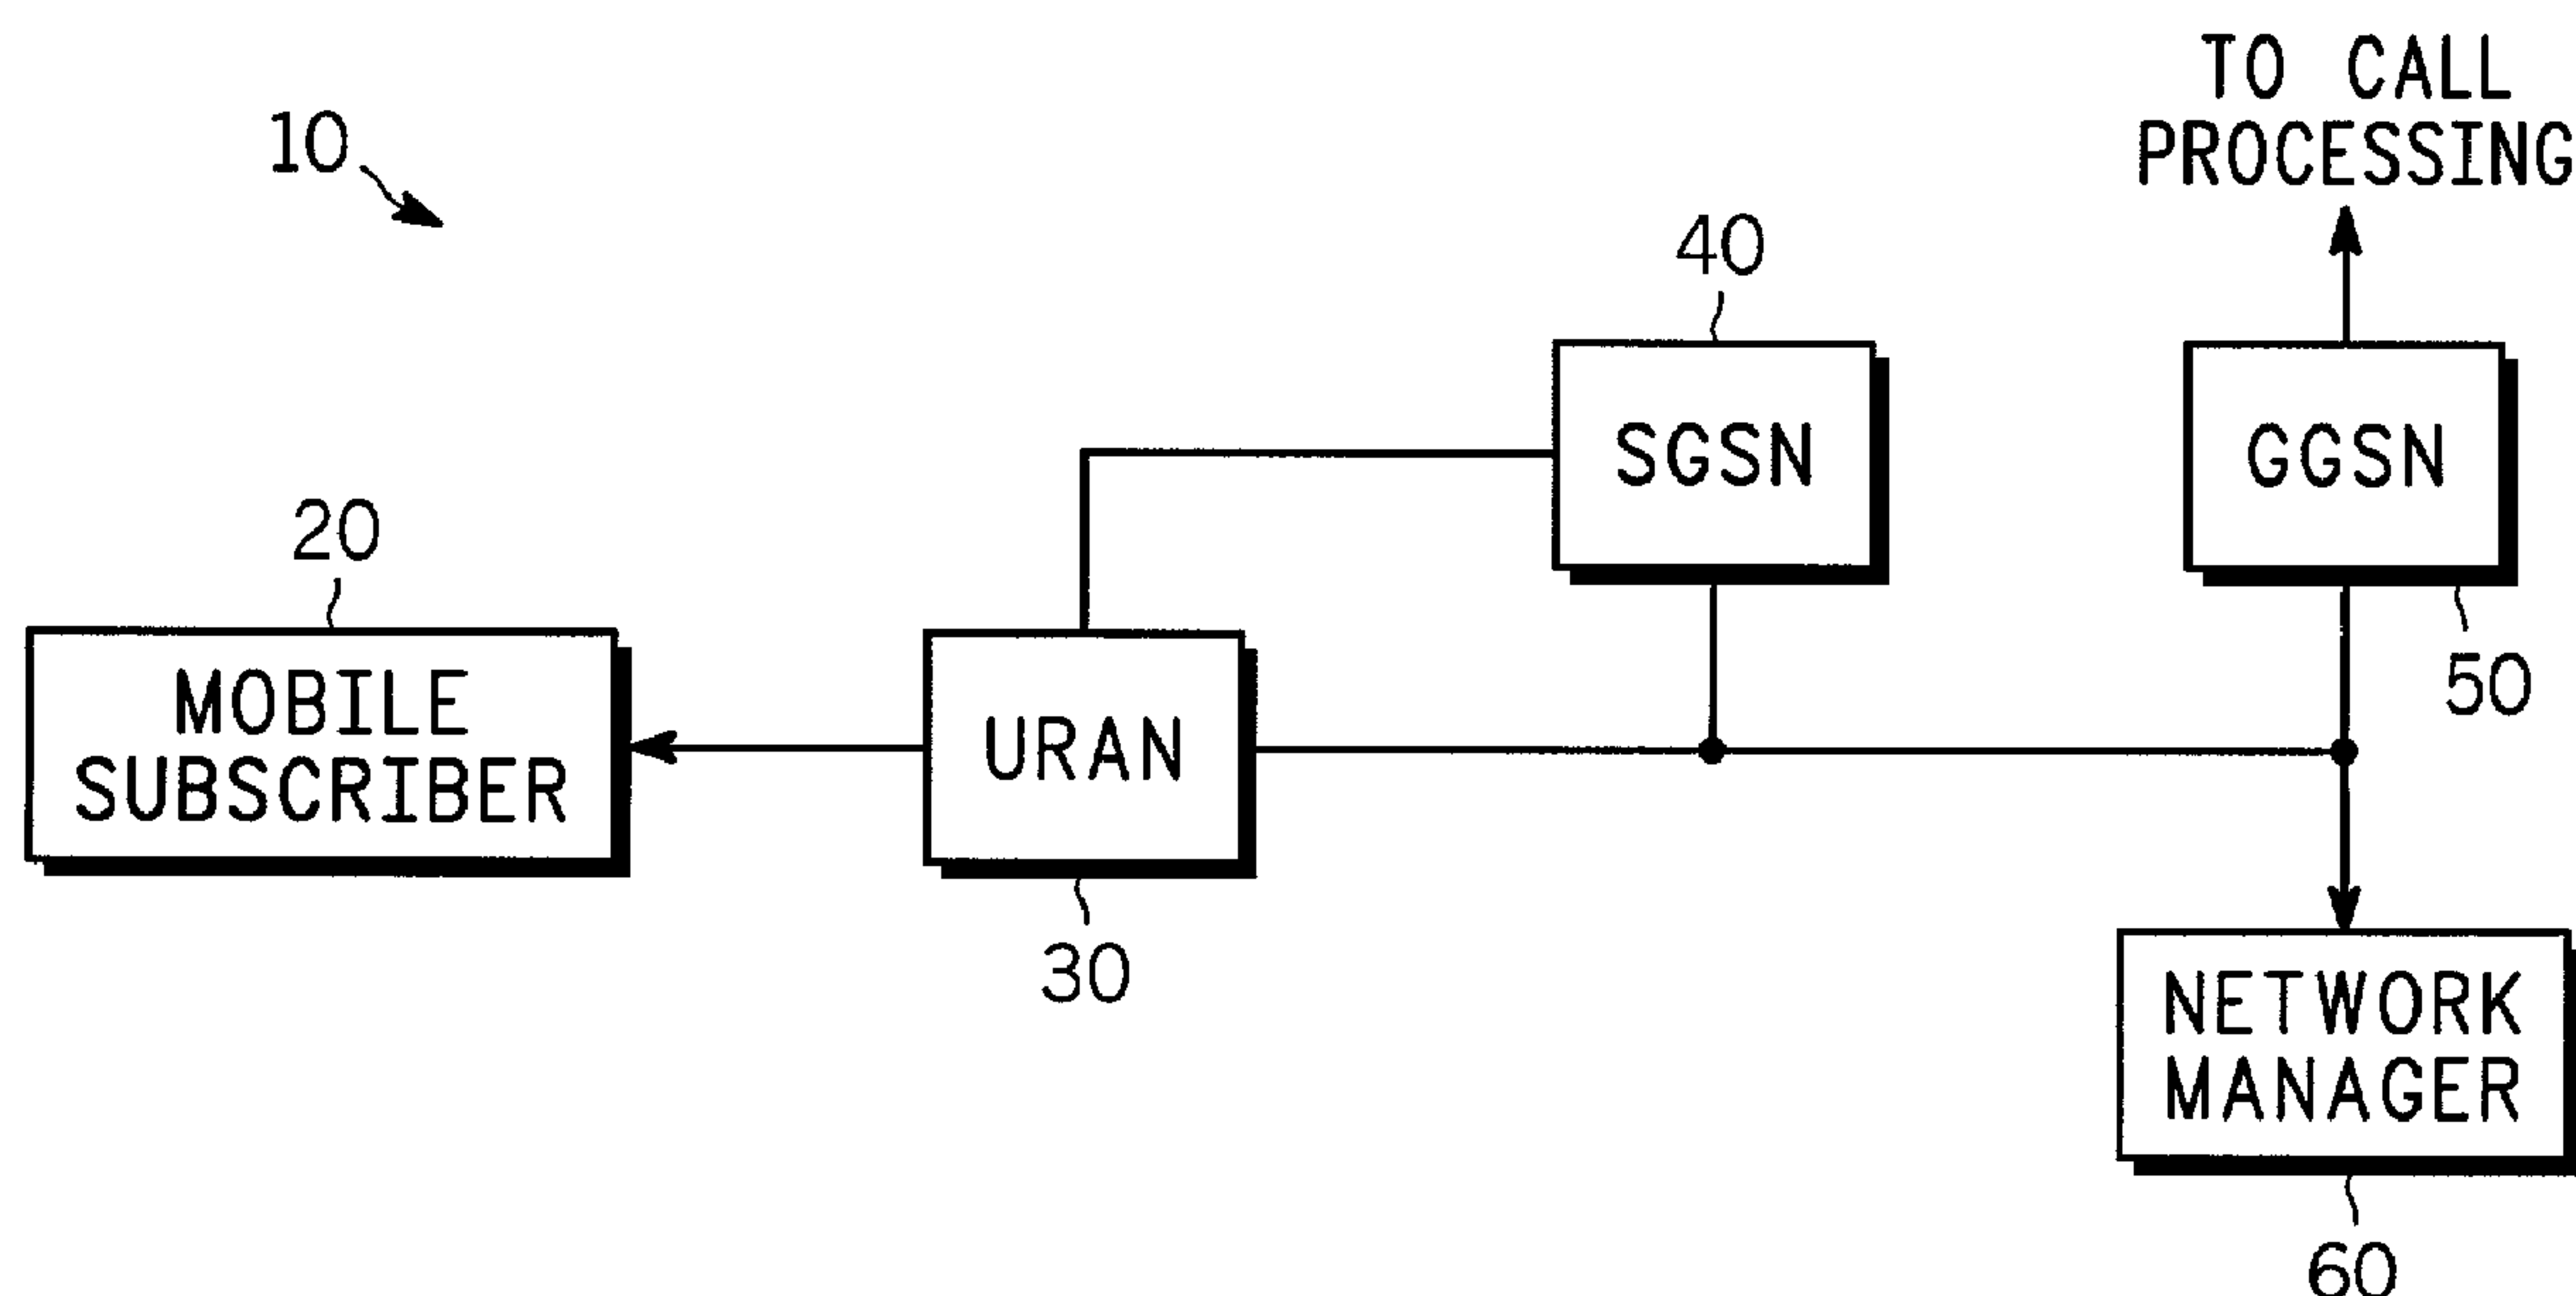 TO CALL
PROCESSING
10
40
SGSN
GGSN
20
50
MOBILE
SUBSCRIBER
URAN
30
NETWORK
MANAGER
60